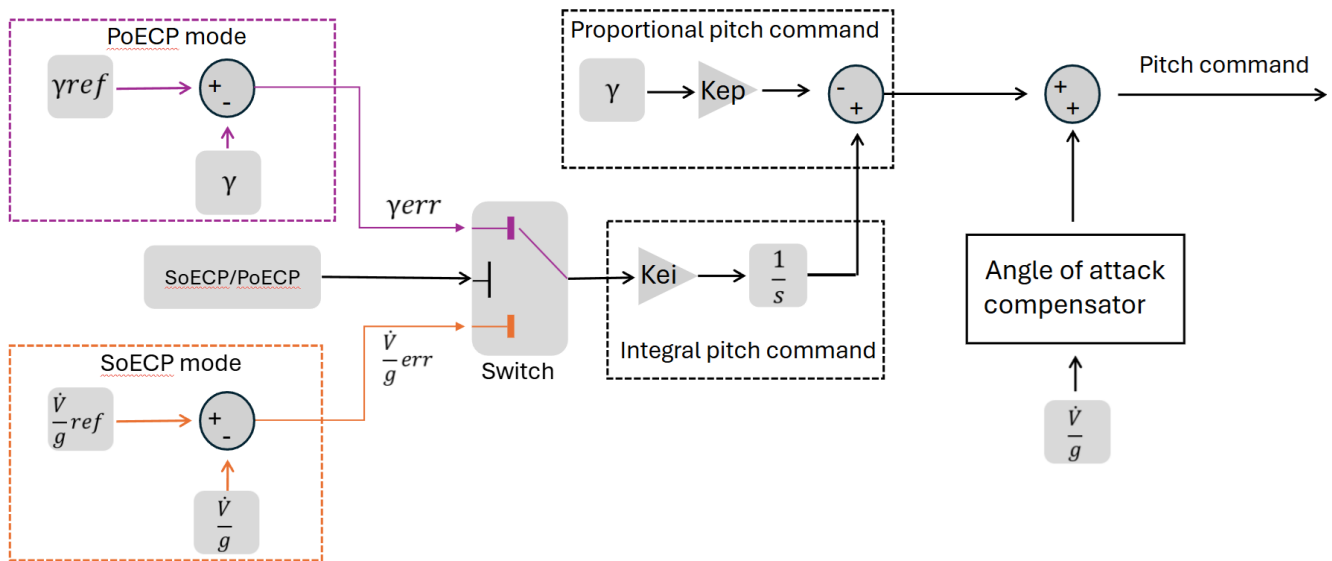 PoECP mode
γref
+
-
γ
Proportional pitch command
γ
Kep
-
+
+
+
Pitch command
γerr
SoECP/PoECP
Switch
Kei
1
s
Integral pitch command
Angle of attack
compensator
V̇
g
SoECP mode
V̇
g ref
+
-
V̇
g
V̇
g err